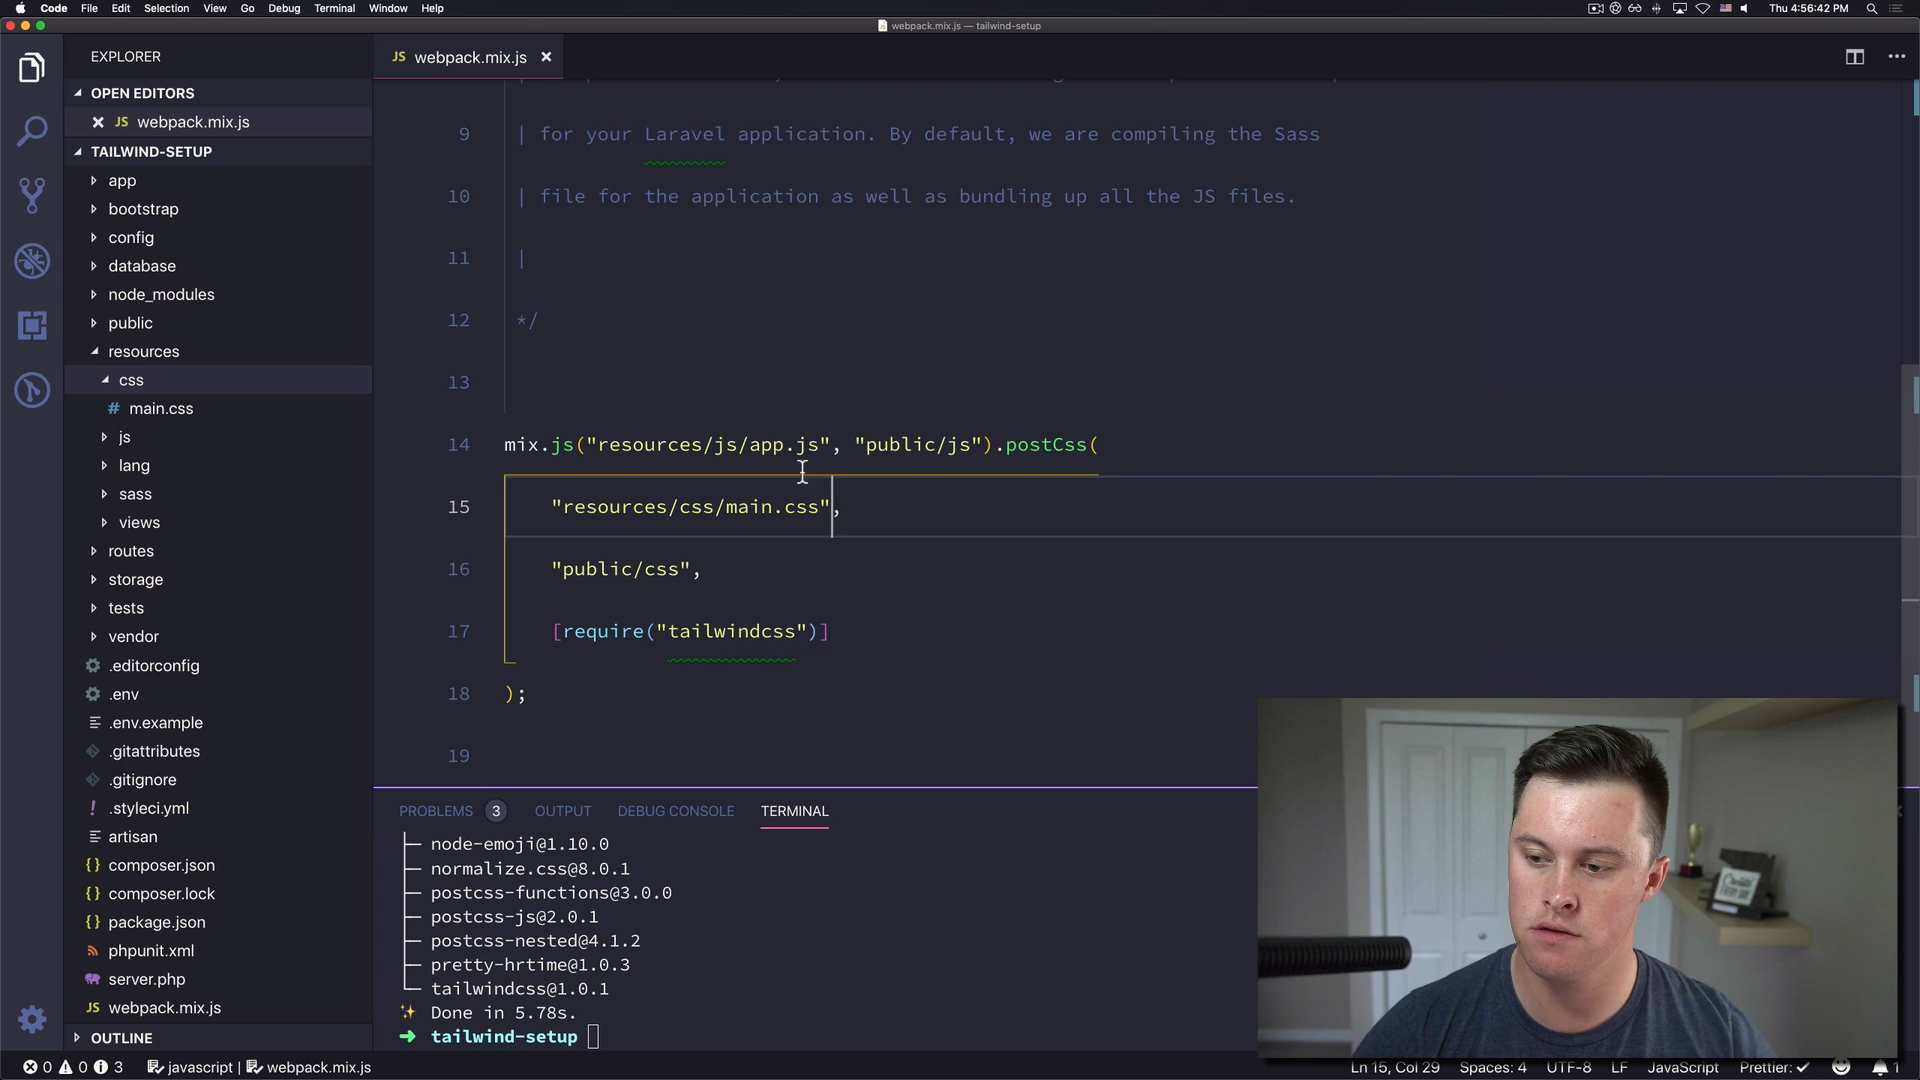 Code File Edit Selection View Go Debug Terminal Window Help
Thu 4:56:42 PM
webpack.mix.js — tailwind-setup
EXPLORER
OPEN EDITORS
JS webpack.mix.js
TAILWIND-SETUP
app
bootstrap
config
database
node_modules
public
resources
css
# main.css
js
lang
sass
views
routes
storage
tests
vendor
.editorconfig
.env
.env.example
.gitattributes
.gitignore
! .styleci.yml
artisan
{} composer.json
{} composer.lock
{} package.json
phpunit.xml
server.php
JS webpack.mix.js
OUTLINE
JS webpack.mix.js
9 | for your Laravel application. By default, we are compiling the Sass
10 | file for the application as well as bundling up all the JS files.
11 |
12 */
13
14 mix.js("resources/js/app.js", "public/js").postCss(
15 "resources/css/main.css",
16 "public/css",
17 [require("tailwindcss")]
18 );
19
PROBLEMS 3 OUTPUT DEBUG CONSOLE TERMINAL
├─ node-emoji@1.10.0
├─ normalize.css@8.0.1
├─ postcss-functions@3.0.0
├─ postcss-js@2.0.1
├─ postcss-nested@4.1.2
├─ pretty-hrtime@1.0.3
└─ tailwindcss@1.0.1
✨ Done in 5.78s.
➜ tailwind-setup
Create
EVERY DAY
0 0 3 javascript webpack.mix.js
Ln 15, Col 29 Spaces: 4 UTF-8 LF JavaScript Prettier: ✓ 1